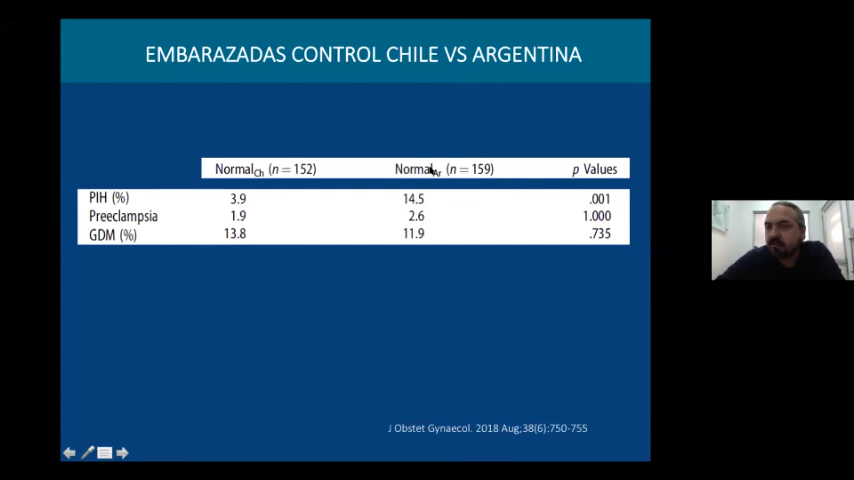 EMBARAZADAS CONTROL CHILE VS ARGENTINA
NormalCh (n = 152) NormalAr (n = 159) p Values
PIH (%) 3.9 14.5 .001
Preeclampsia 1.9 2.6 1.000
GDM (%) 13.8 11.9 .735
J Obstet Gynaecol. 2018 Aug;38(6):750-755